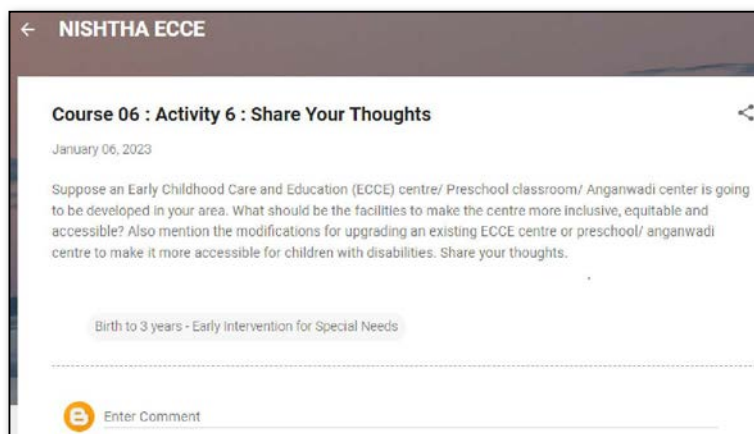 NISHTHA ECCE
Course 06 : Activity 6 : Share Your Thoughts
January 06, 2023
Suppose an Early Childhood Care and Education (ECCE) centre/ Preschool classroom/ Anganwadi center is going
to be developed in your area. What should be the facilities to make the centre more inclusive, equitable and
accessible? Also mention the modifications for upgrading an existing ECCE centre or preschool/ anganwadi
centre to make it more accessible for children with disabilities. Share your thoughts.
Birth to 3 years - Early Intervention for Special Needs
Enter Comment